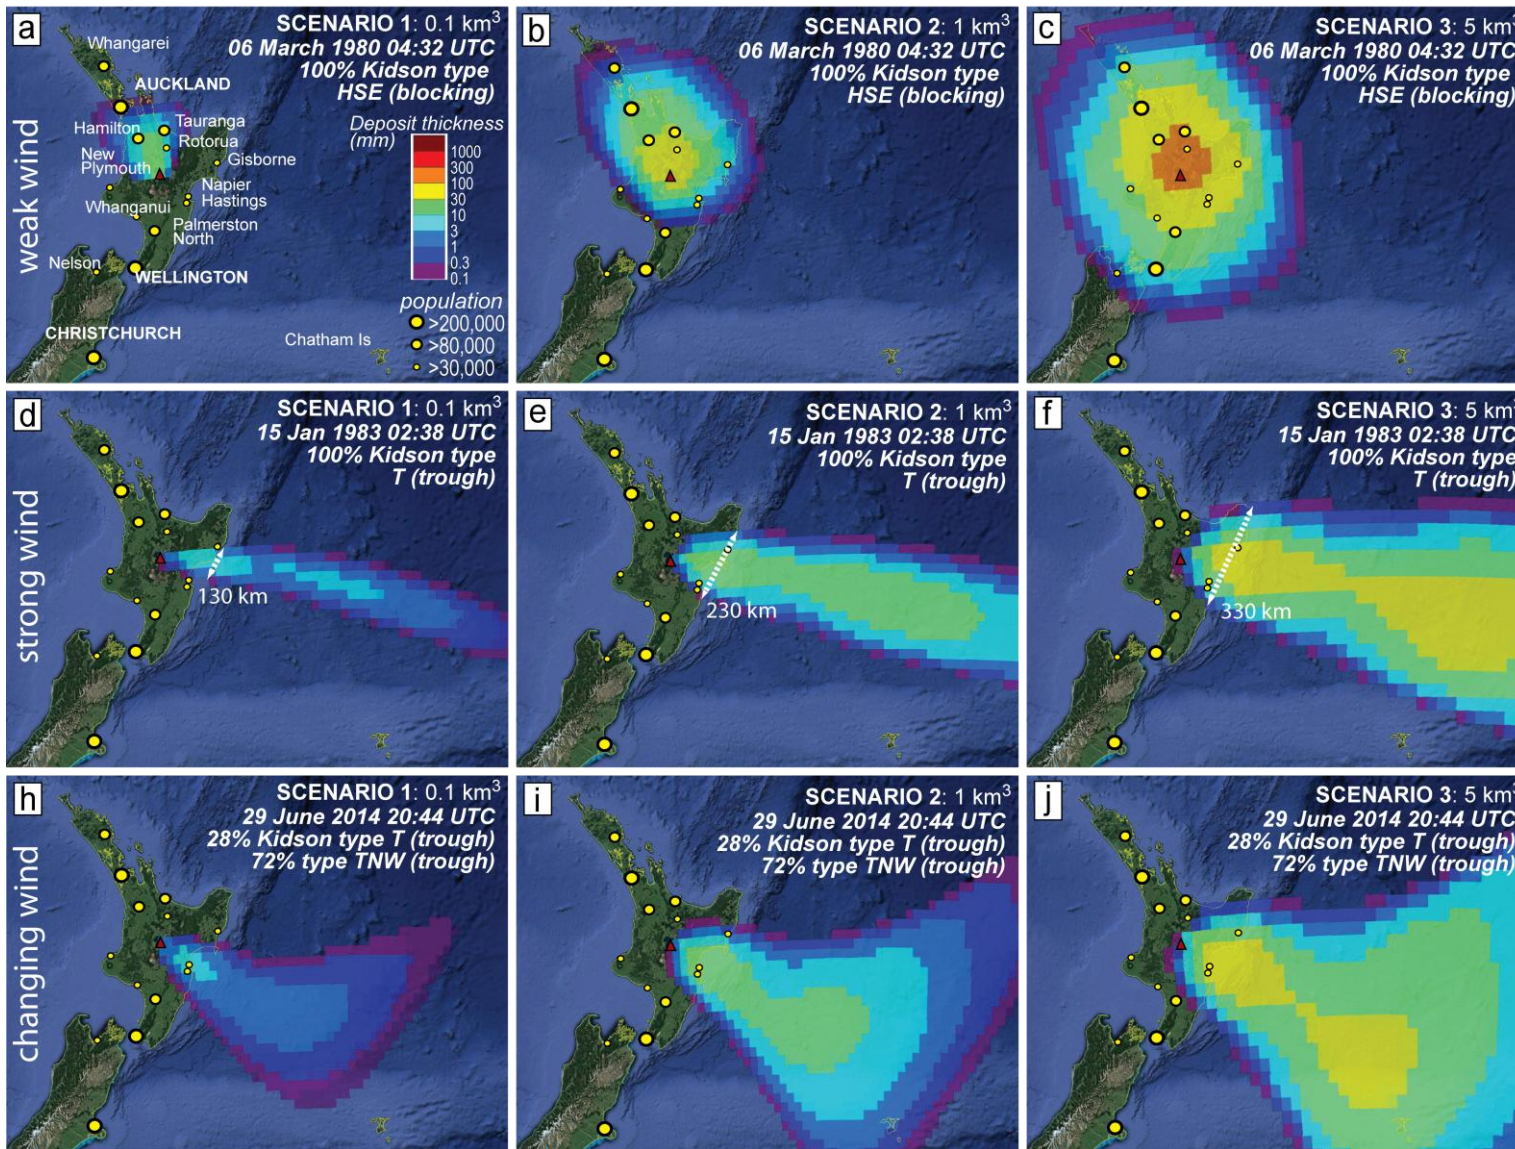 a
SCENARIO 1: 0.1 km³
06 March 1980 04:32 UTC
100% Kidson type
HSE (blocking)
Whangarei
AUCKLAND
Hamilton
Tauranga
Rotorua
New
Plymouth
Gisborne
Napier
Hastings
Whanganui
Palmerston
North
Nelson
WELLINGTON
CHRISTCHURCH
Chatham Is
Deposit thickness
(mm)
1000
300
100
30
10
3
1
0.3
0.1
population
>200,000
>80,000
>30,000
b
SCENARIO 2: 1 km³
06 March 1980 04:32 UTC
100% Kidson type
HSE (blocking)
c
SCENARIO 3: 5 km³
06 March 1980 04:32 UTC
100% Kidson type
HSE (blocking)
weak wind
d
SCENARIO 1: 0.1 km³
15 Jan 1983 02:38 UTC
100% Kidson type
T (trough)
130 km
e
SCENARIO 2: 1 km³
15 Jan 1983 02:38 UTC
100% Kidson type
T (trough)
230 km
f
SCENARIO 3: 5 km³
15 Jan 1983 02:38 UTC
100% Kidson type
T (trough)
330 km
strong wind
h
SCENARIO 1: 0.1 km³
29 June 2014 20:44 UTC
28% Kidson type T (trough)
72% type TNW (trough)
i
SCENARIO 2: 1 km³
29 June 2014 20:44 UTC
28% Kidson type T (trough)
72% type TNW (trough)
j
SCENARIO 3: 5 km³
29 June 2014 20:44 UTC
28% Kidson type T (trough)
72% type TNW (trough)
changing wind